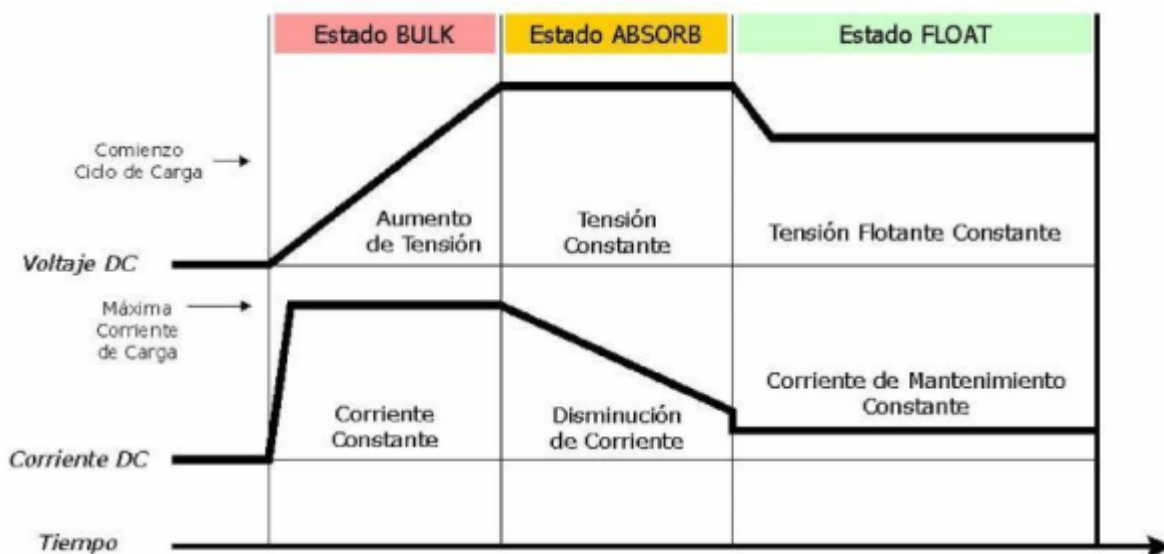 Estado BULK
Estado ABSORB
Estado FLOAT
Comienzo
Ciclo de Carga
Aumento
de Tensión
Tensión
Constante
Tensión Flotante Constante
Voltaje DC
Máxima
Corriente
de Carga
Corriente
Constante
Disminución
de Corriente
Corriente de Mantenimiento
Constante
Corriente DC
Tiempo